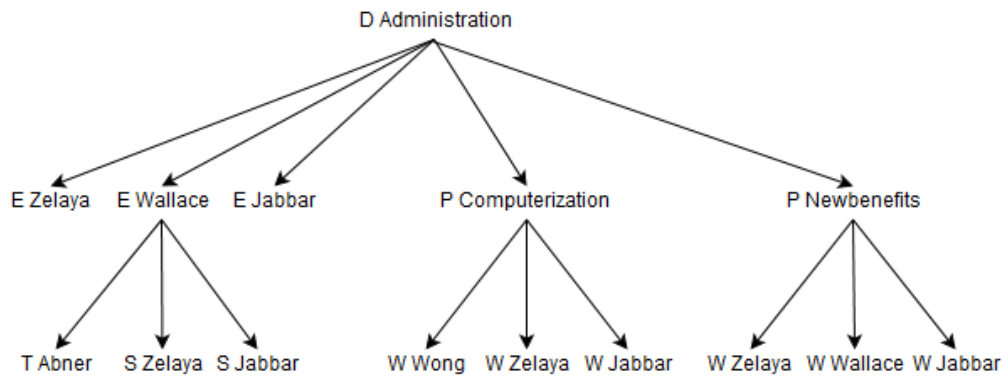 D Administration
E Zelaya E Wallace E Jabbar P Computerization P Newbenefits
T Abner S Zelaya S Jabbar W Wong W Zelaya W Jabbar W Zelaya W Wallace W Jabbar